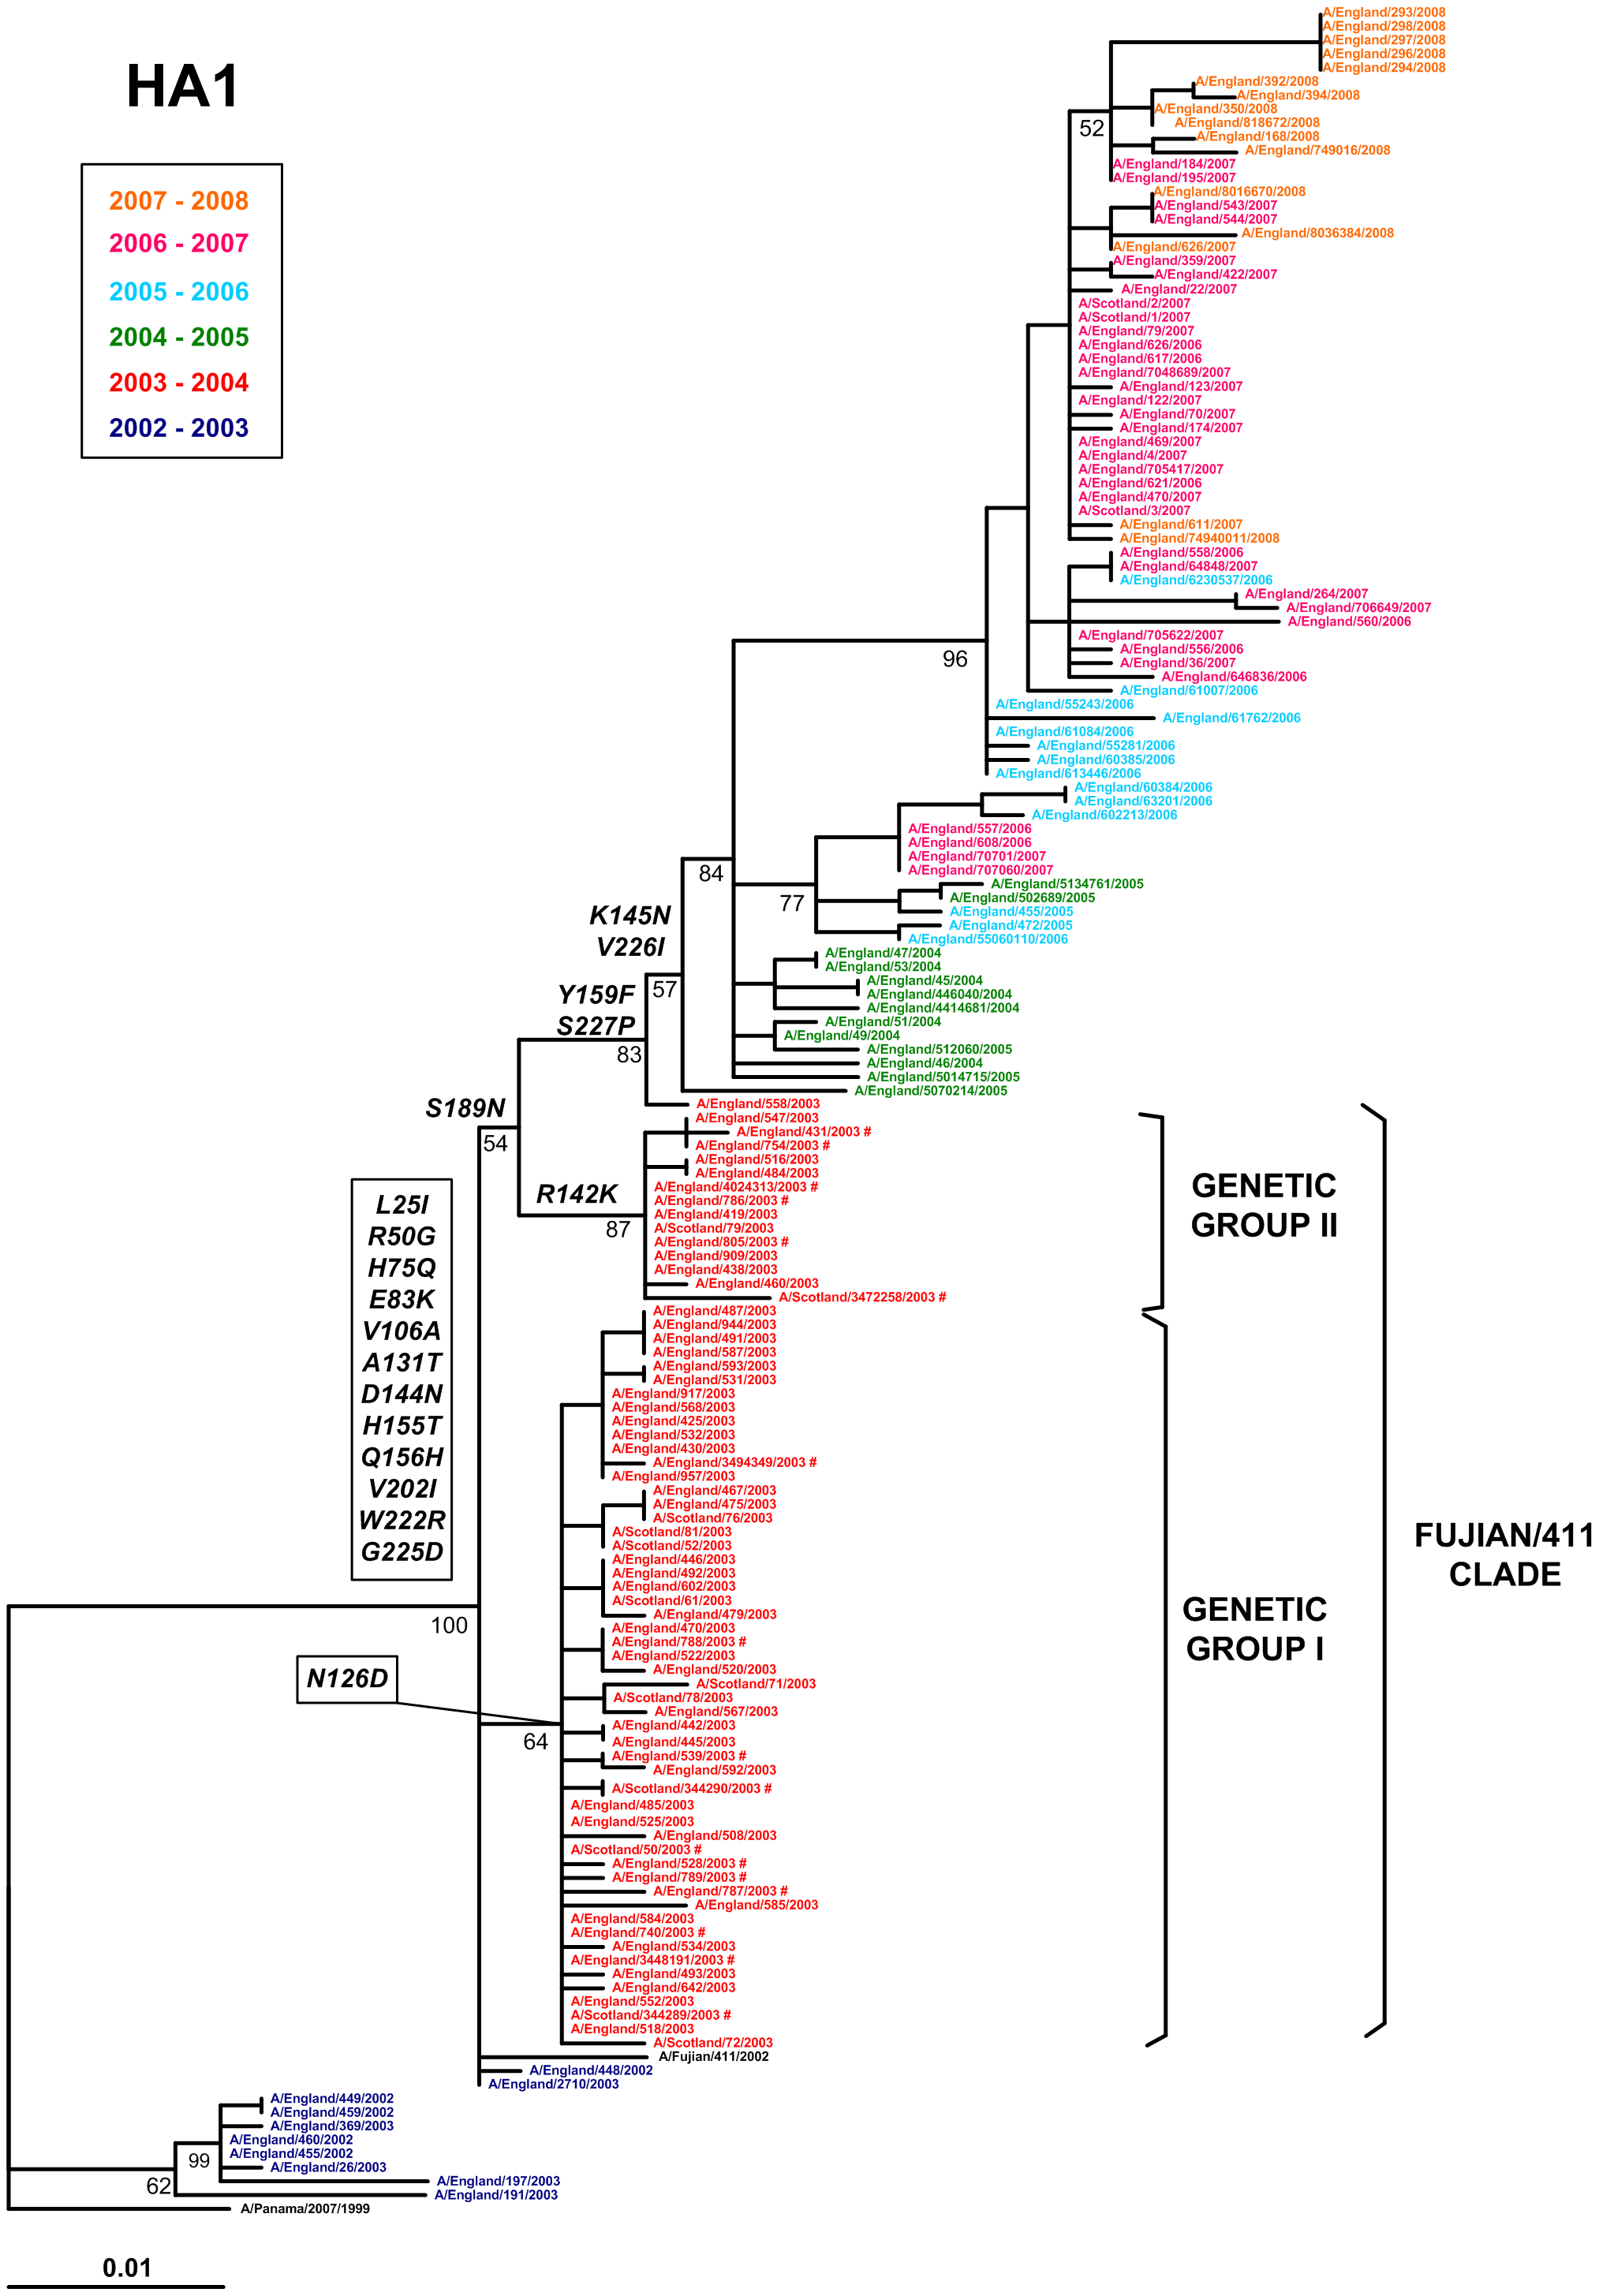 HA1
2007 - 2008
2006 - 2007
2005 - 2006
2004 - 2005
2003 - 2004
2002 - 2003
A/England/293/2008
A/England/298/2008
A/England/297/2008
A/England/296/2008
A/England/294/2008
A/England/392/2008
A/England/394/2008
A/England/350/2008
A/England/818672/2008
52
A/England/168/2008
A/England/749016/2008
A/England/184/2007
A/England/195/2007
A/England/8016670/2008
A/England/543/2007
A/England/544/2007
A/England/8036384/2008
A/England/626/2007
A/England/359/2007
A/England/422/2007
A/England/22/2007
A/Scotland/2/2007
A/Scotland/1/2007
A/England/79/2007
A/England/626/2006
A/England/617/2006
A/England/7048689/2007
A/England/123/2007
A/England/122/2007
A/England/70/2007
A/England/174/2007
A/England/469/2007
A/England/4/2007
A/England/705417/2007
A/England/621/2006
A/England/470/2007
A/Scotland/3/2007
A/England/611/2007
A/England/74940011/2008
A/England/558/2006
A/England/64848/2007
A/England/6230537/2006
A/England/264/2007
A/England/706649/2007
A/England/560/2006
A/England/705622/2007
A/England/556/2006
A/England/36/2007
A/England/646836/2006
96
A/England/61007/2006
A/England/55243/2006
A/England/61762/2006
A/England/61084/2006
A/England/55281/2006
A/England/60385/2006
A/England/613446/2006
A/England/60384/2006
A/England/63201/2006
A/England/602213/2006
A/England/557/2006
A/England/608/2006
A/England/70701/2007
A/England/707060/2007
84
A/England/5134761/2005
A/England/502689/2005
77
A/England/455/2005
A/England/472/2005
A/England/55060110/2006
K145N
V226I
A/England/47/2004
A/England/53/2004
A/England/45/2004
A/England/446040/2004
A/England/4414681/2004
57
Y159F
S227P
A/England/51/2004
A/England/49/2004
A/England/512060/2005
83
A/England/46/2004
A/England/5014715/2005
A/England/5070214/2005
S189N
54
A/England/558/2003
A/England/547/2003
A/England/431/2003 #
A/England/754/2003 #
A/England/516/2003
A/England/484/2003
A/England/4024313/2003 #
A/England/786/2003 #
R142K
87
A/England/419/2003
A/Scotland/79/2003
A/England/805/2003 #
A/England/909/2003
A/England/438/2003
A/England/460/2003
A/Scotland/3472258/2003 #
GENETIC
GROUP II
L25I
R50G
H75Q
E83K
V106A
A131T
D144N
H155T
Q156H
V202I
W222R
G225D
A/England/487/2003
A/England/944/2003
A/England/491/2003
A/England/587/2003
A/England/593/2003
A/England/531/2003
A/England/917/2003
A/England/568/2003
A/England/425/2003
A/England/532/2003
A/England/430/2003
A/England/3494349/2003 #
A/England/957/2003
A/England/467/2003
A/England/475/2003
A/Scotland/76/2003
A/Scotland/81/2003
A/Scotland/52/2003
A/England/446/2003
A/England/492/2003
A/England/602/2003
A/Scotland/61/2003
A/England/479/2003
FUJIAN/411
CLADE
GENETIC
GROUP I
100
A/England/470/2003
A/England/788/2003 #
A/England/522/2003
A/England/520/2003
N126D
A/Scotland/71/2003
A/Scotland/78/2003
A/England/567/2003
64
A/England/442/2003
A/England/445/2003
A/England/539/2003 #
A/England/592/2003
A/Scotland/344290/2003 #
A/England/485/2003
A/England/525/2003
A/England/508/2003
A/Scotland/50/2003 #
A/England/528/2003 #
A/England/789/2003 #
A/England/787/2003 #
A/England/585/2003
A/England/584/2003
A/England/740/2003 #
A/England/534/2003
A/England/3448191/2003 #
A/England/493/2003
A/England/642/2003
A/England/552/2003
A/Scotland/344289/2003 #
A/England/518/2003
A/Scotland/72/2003
A/Fujian/411/2002
A/England/448/2002
A/England/2710/2003
A/England/449/2002
A/England/459/2002
A/England/369/2003
A/England/460/2002
A/England/455/2002
99
A/England/26/2003
62
A/England/197/2003
A/England/191/2003
A/Panama/2007/1999
0.01